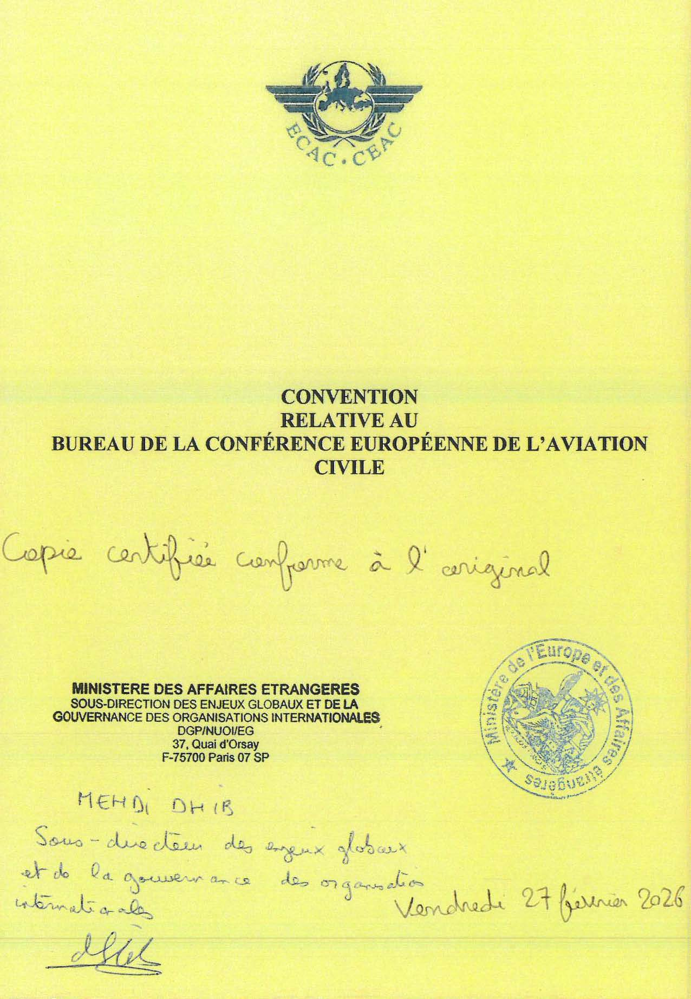 ECAC · CEAC
CONVENTION
RELATIVE AU
BUREAU DE LA CONFÉRENCE EUROPÉENNE DE L’AVIATION
CIVILE
Copie certifiée conforme à l'original
Ministère de l'Europe et des Affaires étrangères
MINISTERE DES AFFAIRES ETRANGERES
SOUS-DIRECTION DES ENJEUX GLOBAUX ET DE LA
GOUVERNANCE DES ORGANISATIONS INTERNATIONALES
DGP/NUOI/EG
37, Quai d'Orsay
F-75700 Paris 07 SP
MEHDi DHiB
Sous-directeur des enjeux globaux
et de la gouvernance des organisations
internationales
Vendredi 27 février 2026